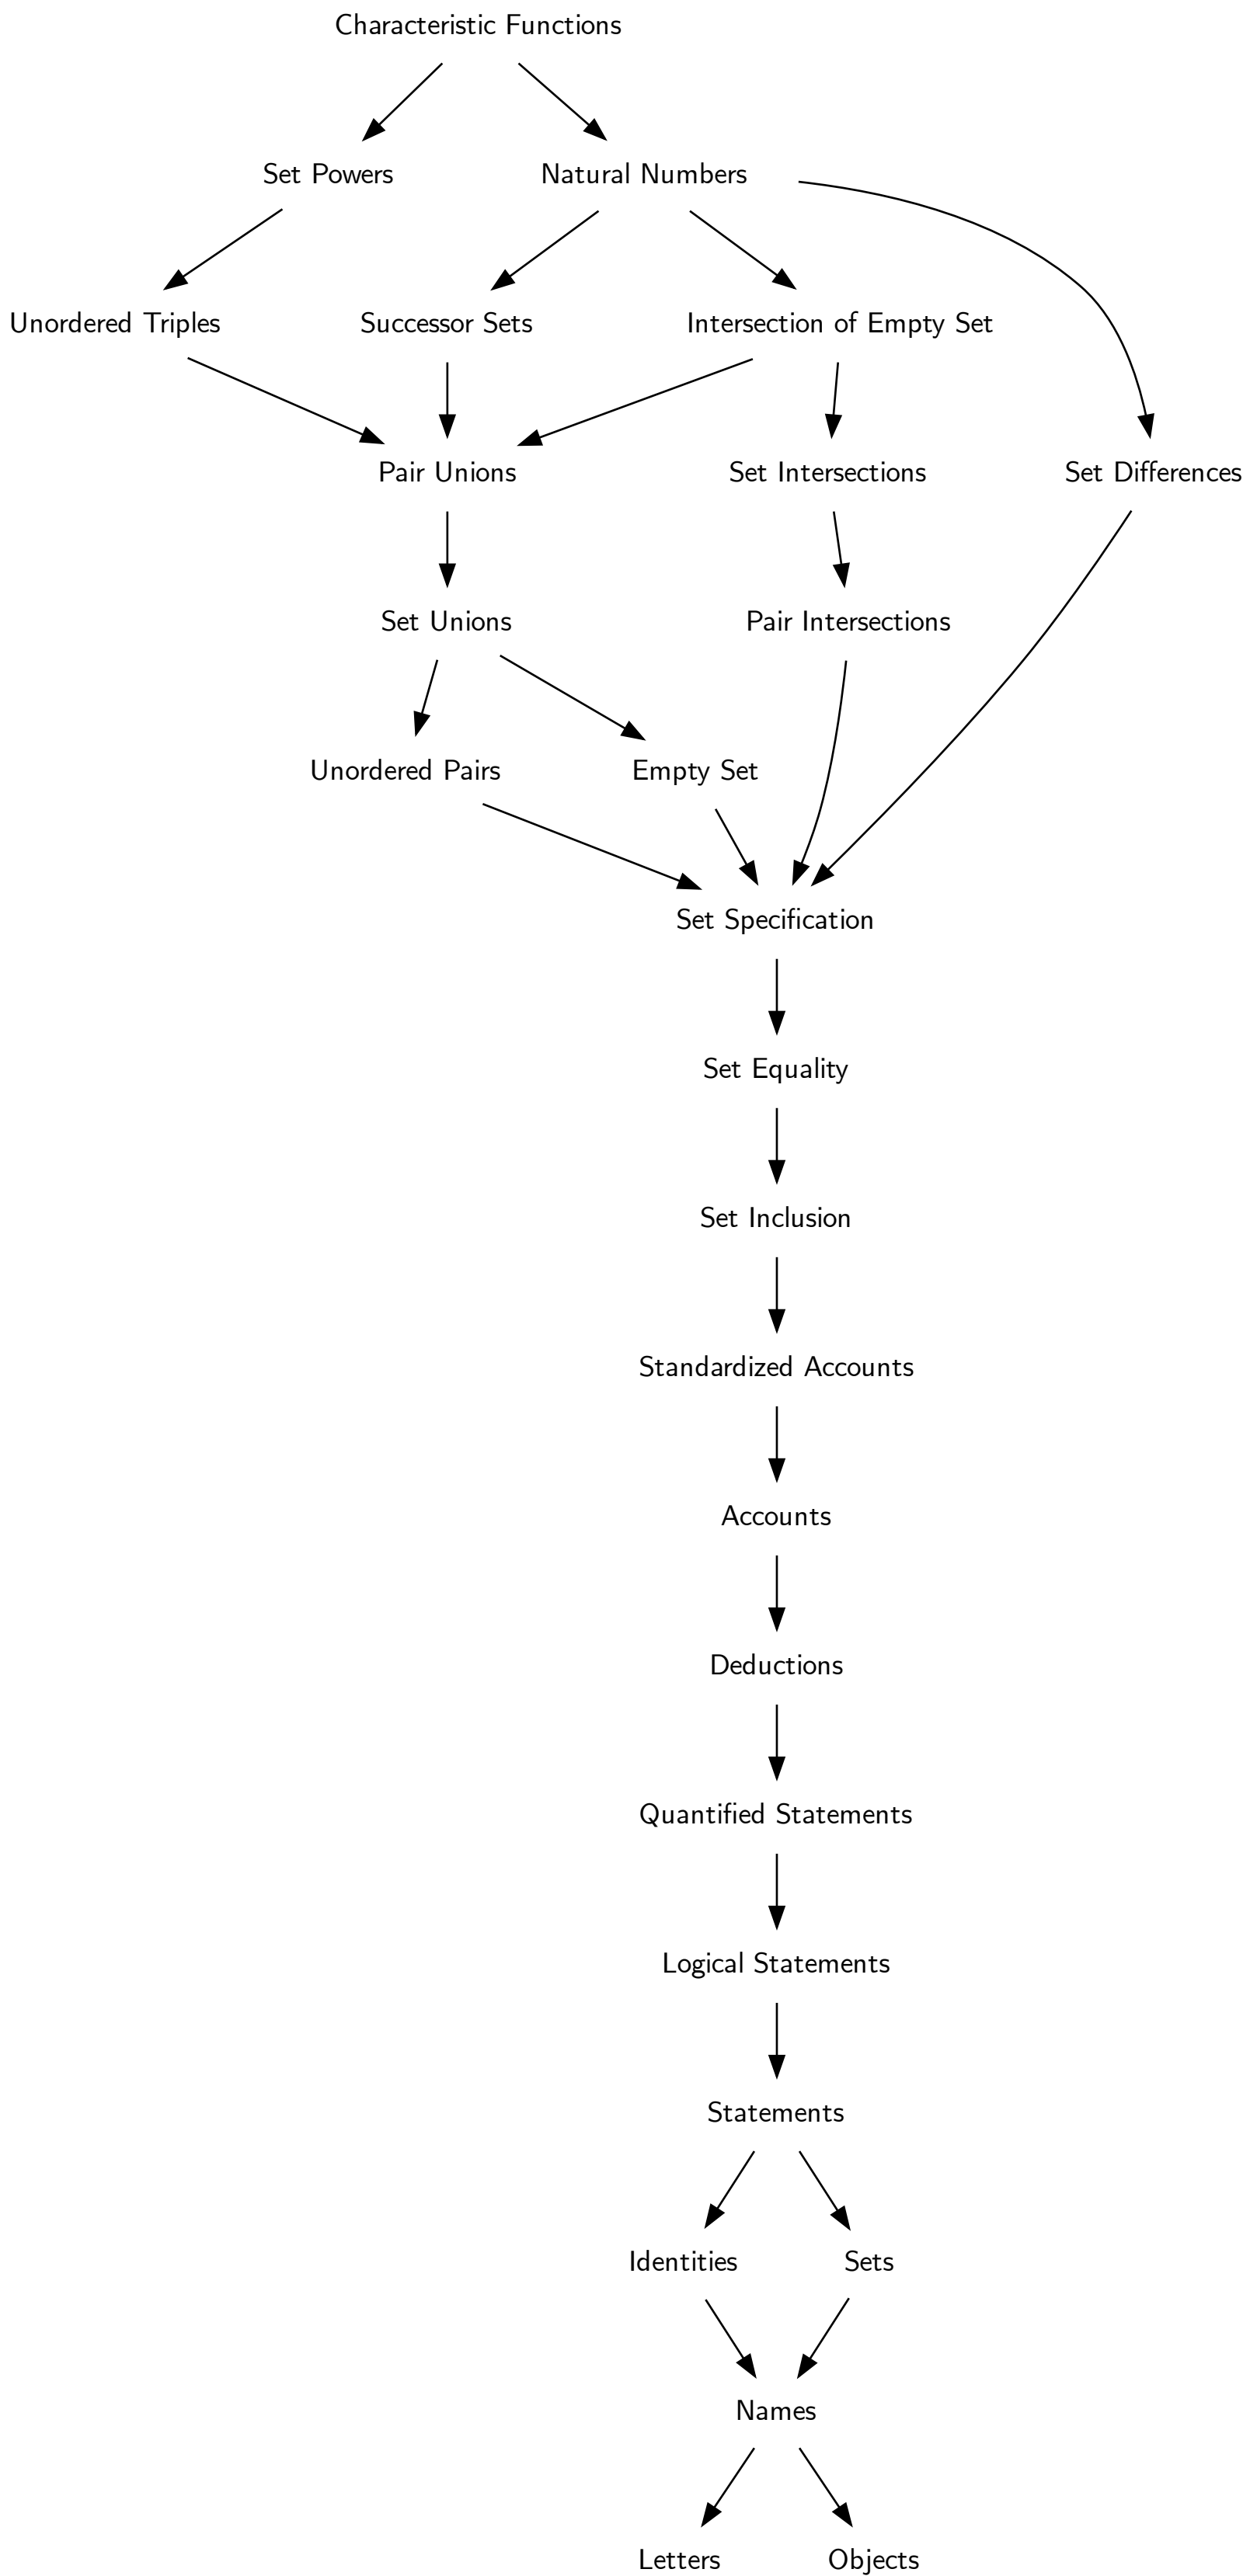 Characteristic Functions
Set Powers
Natural Numbers
Unordered Triples
Successor Sets
Intersection of Empty Set
Pair Unions
Set Intersections
Set Differences
Set Unions
Pair Intersections
Unordered Pairs
Empty Set
Set Specification
Set Equality
Set Inclusion
Standardized Accounts
Accounts
Deductions
Quantified Statements
Logical Statements
Statements
Identities
Sets
Names
Letters
Objects